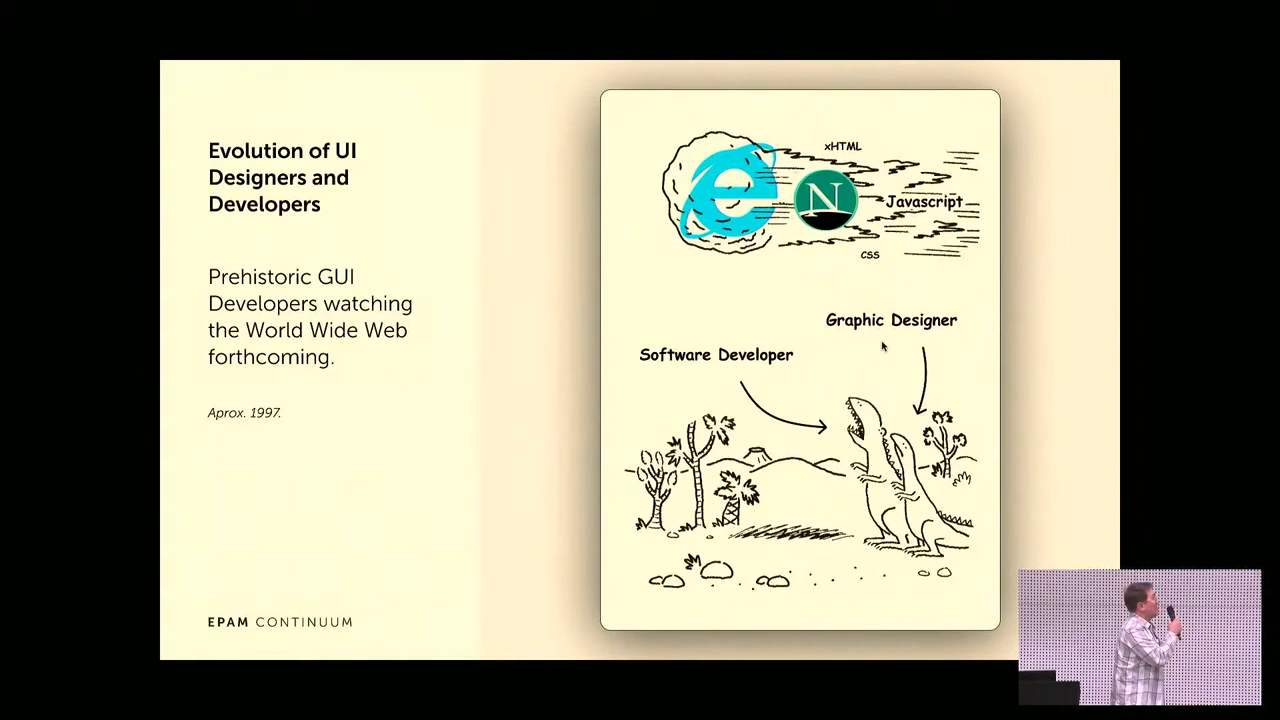 Evolution of UI
Designers and
Developers
Prehistoric GUI
Developers watching
the World Wide Web
forthcoming.
Aprox. 1997.
EPAM CONTINUUM
xHTML
e
N
Javascript
CSS
Graphic Designer
Software Developer